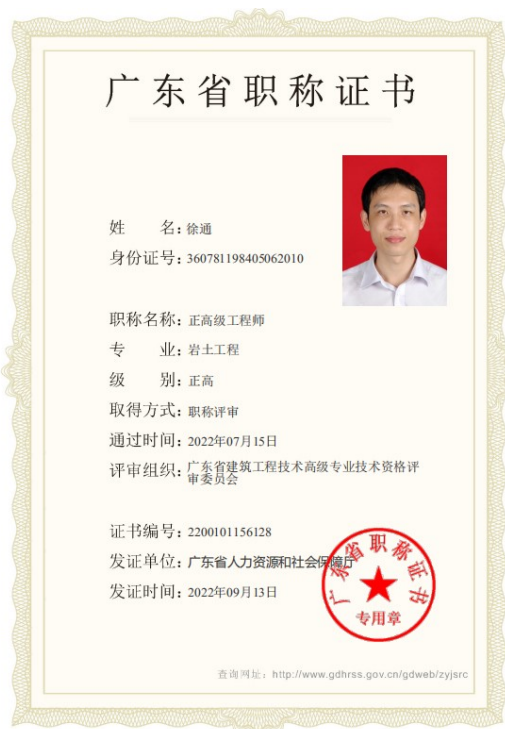 广东省职称证书
姓 名：徐通
身份证号：360781198405062010
职称名称：正高级工程师
专 业：岩土工程
级 别：正高
取得方式：职称评审
通过时间：2022年07月15日
评审组织：广东省建筑工程技术高级专业技术资格评
审委员会
证书编号：2200101156128
发证单位：广东省人力资源和社会保障厅
发证时间：2022年09月13日
广东省职称证书
专用章
查询网址：http://www.gdhrss.gov.cn/gdweb/zyjsrc